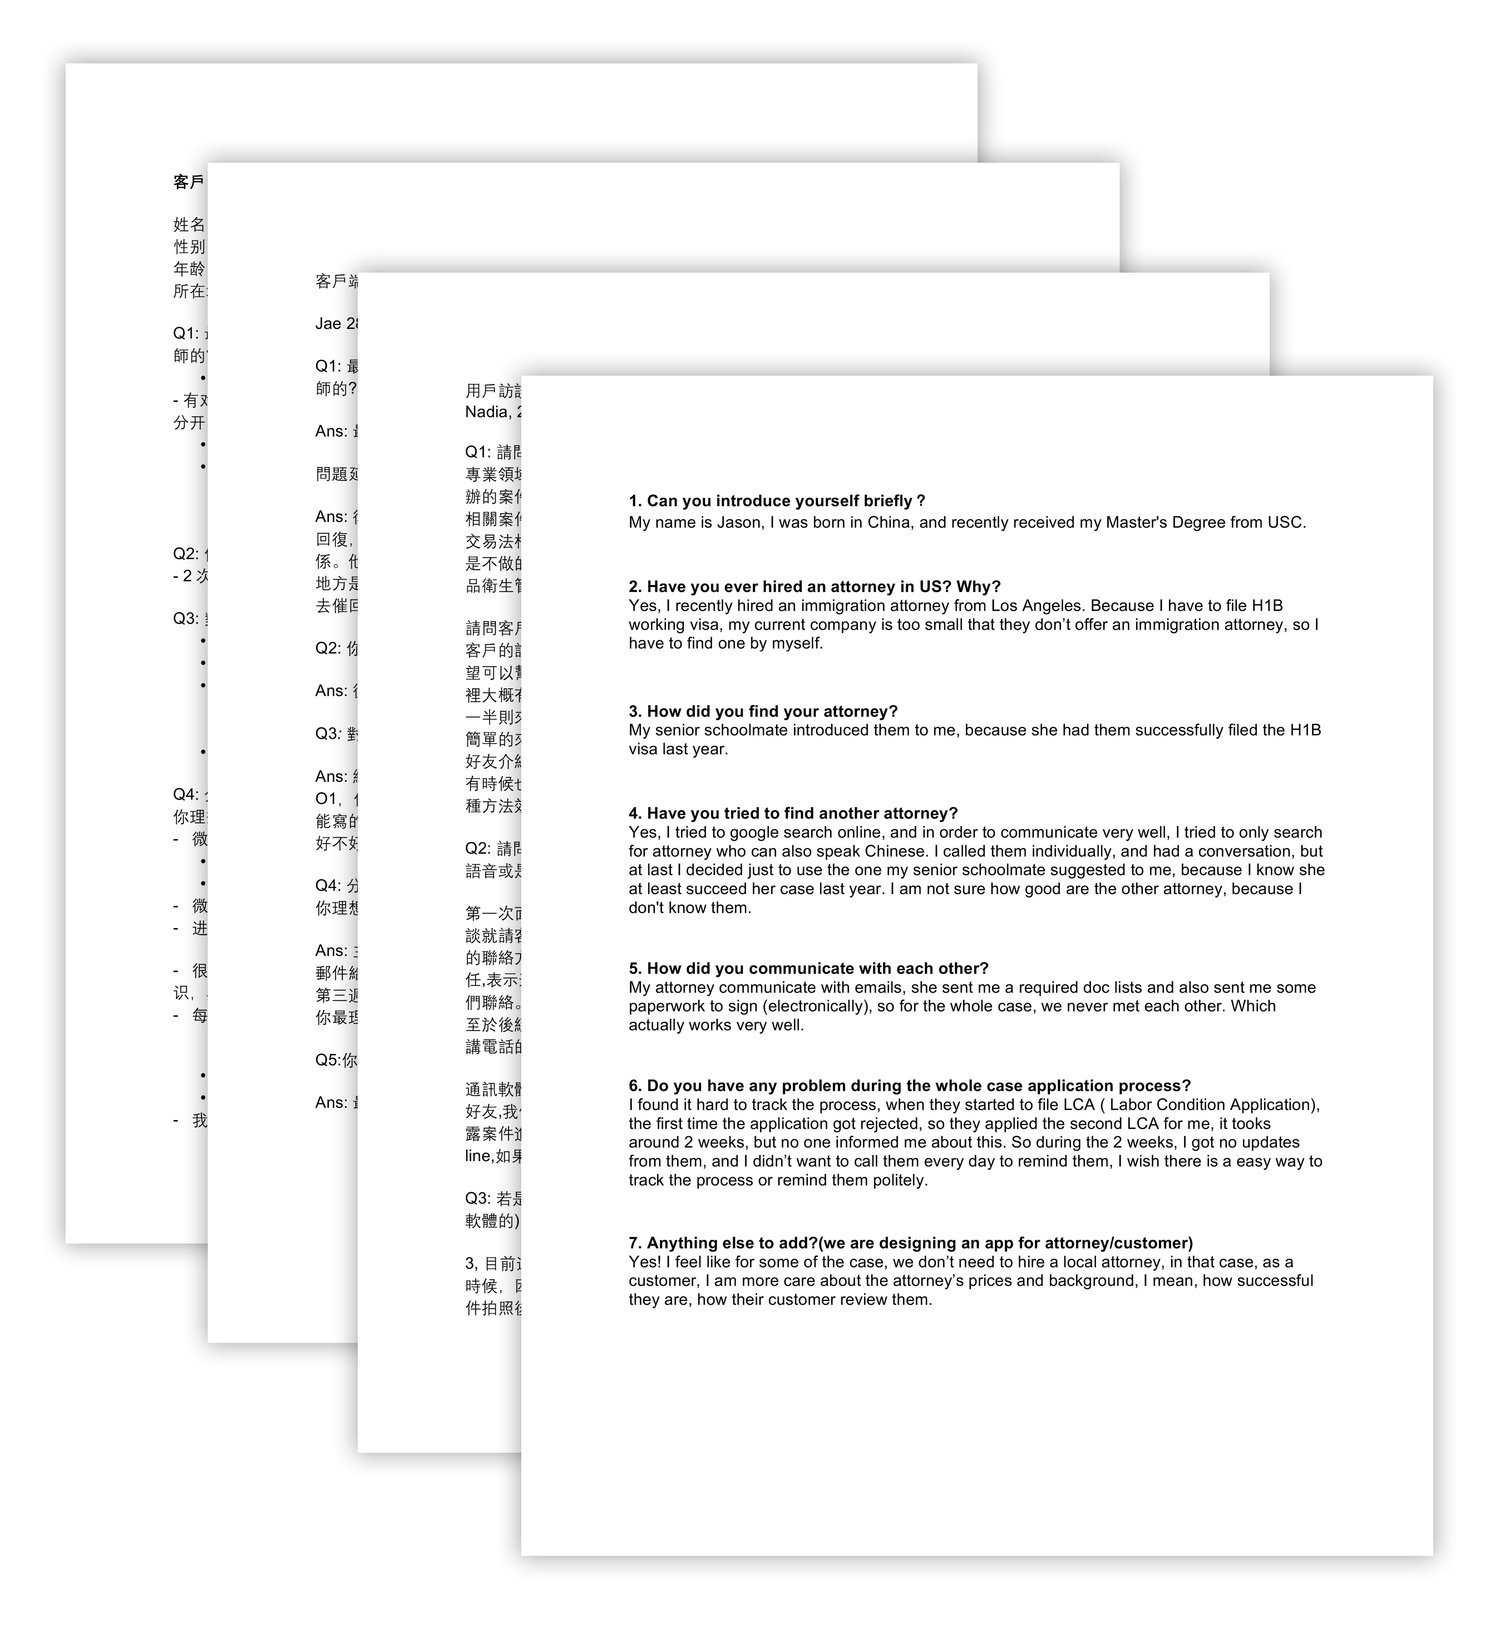 客戶
姓名
性别
年龄
所在
Q1:
師的
- 有对
分开
Q2:
- 2 次
Q3:
Q4:
你理
- 微
- 微
- 进
- 很
识，
- 每
- 我
客戶端
Jae 28
Q1: 最
師的?
Ans:
問題延
Ans:
回復，
係。他
地方是
去催回
Q2: 你
Ans:
Q3: 對
Ans:
O1，
能寫的
好不好
Q4: 分
你理想
Ans:
郵件給
第三週
你最理
Q5:你
Ans:
用戶訪
Nadia, 2
Q1: 請問
專業領域
辦的案件
相關案件
交易法
是不做的
品衛生管
請問客戶
客戶的
望可以幫
裡大概有
一半則來
簡單的來
好友介紹
有時候也
種方法效
Q2: 請問
語音或是
第一次面
談就請客
的聯絡方
任,表示
們聯絡。
至於後續
講電話的
通訊軟體
好友,我
露案件進
line,如果
Q3: 若是
軟體的)
3, 目前
時候，因
件拍照後
1. Can you introduce yourself briefly ?
My name is Jason, I was born in China, and recently received my Master's Degree from USC.
2. Have you ever hired an attorney in US? Why?
Yes, I recently hired an immigration attorney from Los Angeles. Because I have to file H1B
working visa, my current company is too small that they don’t offer an immigration attorney, so I
have to find one by myself.
3. How did you find your attorney?
My senior schoolmate introduced them to me, because she had them successfully filed the H1B
visa last year.
4. Have you tried to find another attorney?
Yes, I tried to google search online, and in order to communicate very well, I tried to only search
for attorney who can also speak Chinese. I called them individually, and had a conversation, but
at last I decided just to use the one my senior schoolmate suggested to me, because I know she
at least succeed her case last year. I am not sure how good are the other attorney, because I
don't know them.
5. How did you communicate with each other?
My attorney communicate with emails, she sent me a required doc lists and also sent me some
paperwork to sign (electronically), so for the whole case, we never met each other. Which
actually works very well.
6. Do you have any problem during the whole case application process?
I found it hard to track the process, when they started to file LCA ( Labor Condition Application),
the first time the application got rejected, so they applied the second LCA for me, it tooks
around 2 weeks, but no one informed me about this. So during the 2 weeks, I got no updates
from them, and I didn’t want to call them every day to remind them, I wish there is a easy way to
track the process or remind them politely.
7. Anything else to add?(we are designing an app for attorney/customer)
Yes! I feel like for some of the case, we don’t need to hire a local attorney, in that case, as a
customer, I am more care about the attorney’s prices and background, I mean, how successful
they are, how their customer review them.